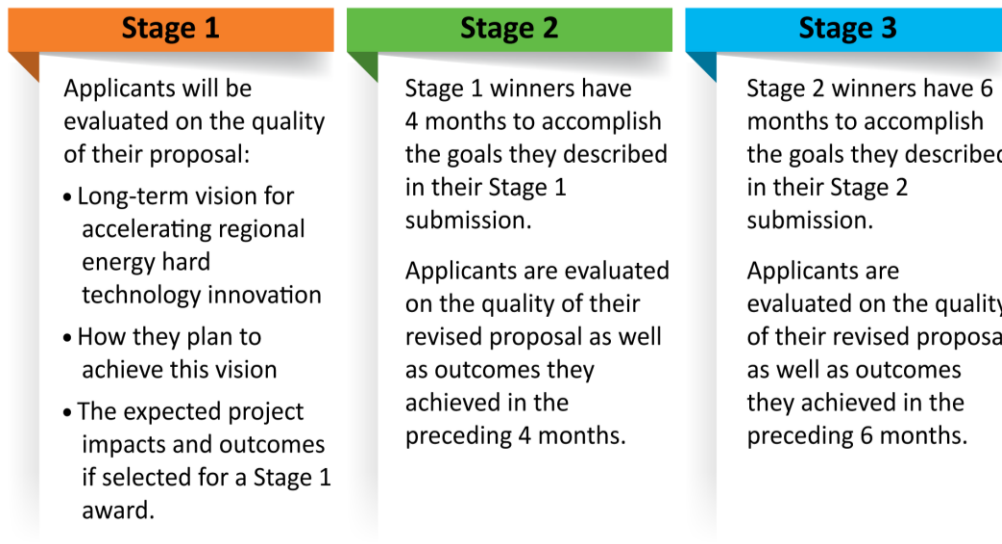 Stage 1
Applicants will be
evaluated on the quality
of their proposal:
• Long-term vision for
accelerating regional
energy hard
technology innovation
• How they plan to
achieve this vision
• The expected project
impacts and outcomes
if selected for a Stage 1
award.
Stage 2
Stage 1 winners have
4 months to accomplish
the goals they described
in their Stage 1
submission.
Applicants are evaluated
on the quality of their
revised proposal as well
as outcomes they
achieved in the
preceding 4 months.
Stage 3
Stage 2 winners have 6
months to accomplish
the goals they described
in their Stage 2
submission.
Applicants are
evaluated on the quality
of their revised proposal
as well as outcomes
they achieved in the
preceding 6 months.